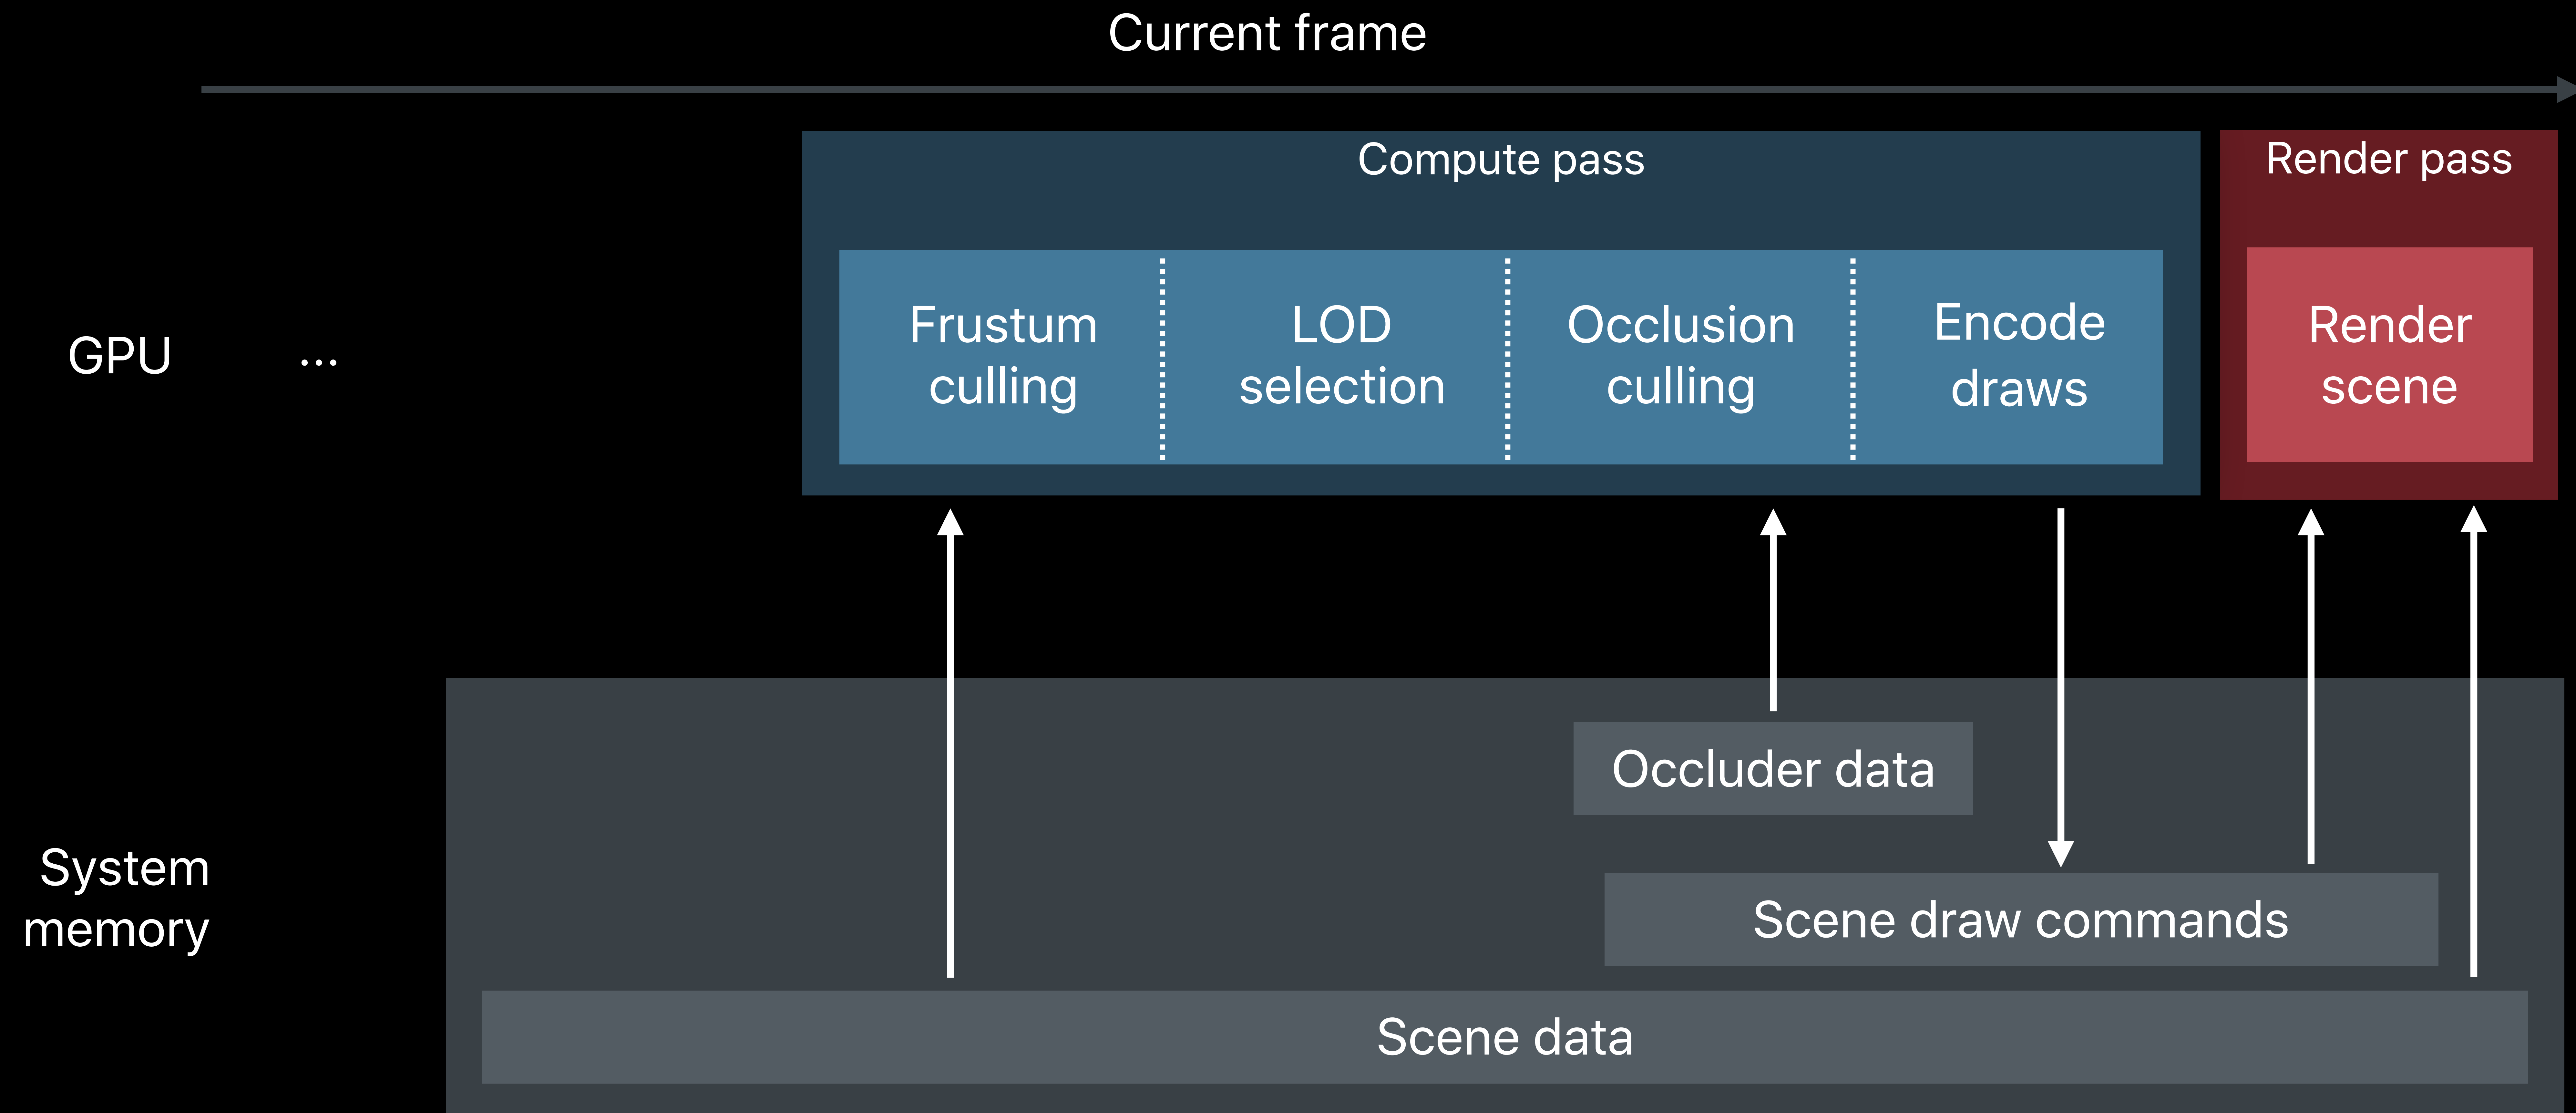 Current frame
Compute pass
Render pass
GPU
...
Frustum
culling
LOD
selection
Occlusion
culling
Encode
draws
Render
scene
System
memory
Occluder data
Scene draw commands
Scene data